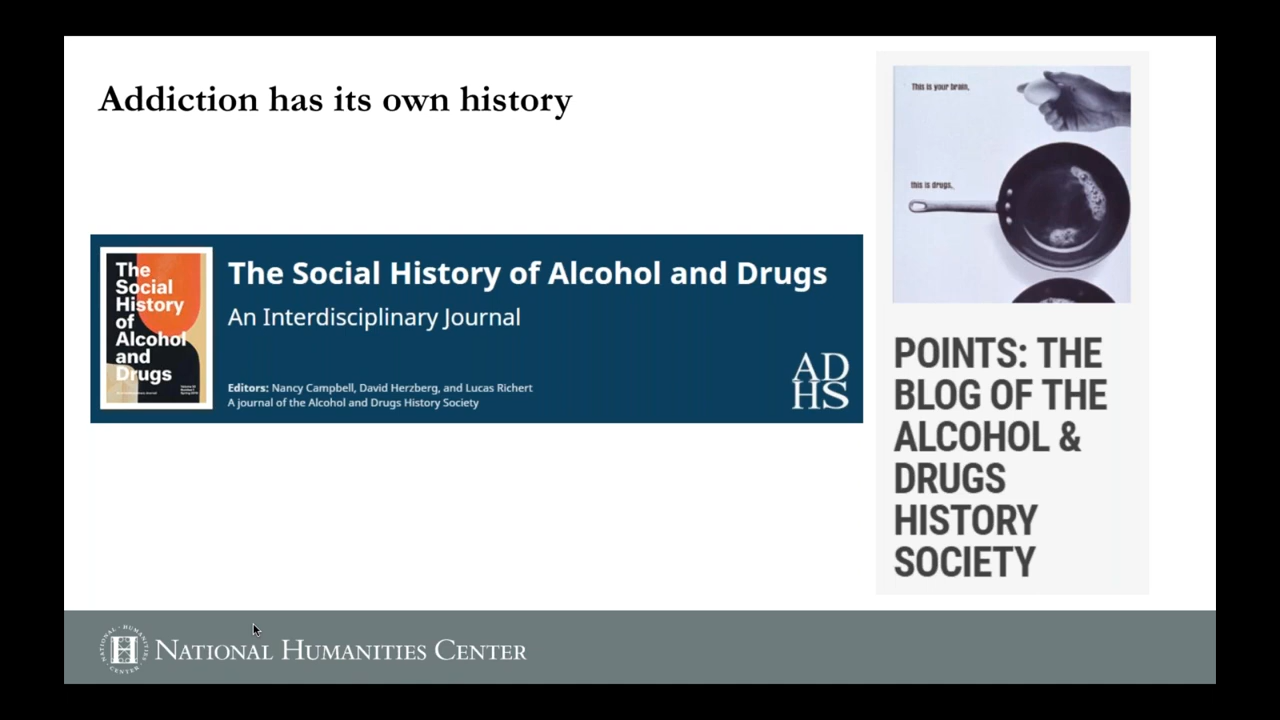 Addiction has its own history
The
Social
History
of
Alcohol
and
Drugs
The Social History of Alcohol and Drugs
An Interdisciplinary Journal
Editors: Nancy Campbell, David Herzberg, and Lucas Richert
A journal of the Alcohol and Drugs History Society
AD
HS
This is your brain.
this is drugs.
POINTS: THE
BLOG OF THE
ALCOHOL &
DRUGS
HISTORY
SOCIETY
NATIONAL HUMANITIES CENTER